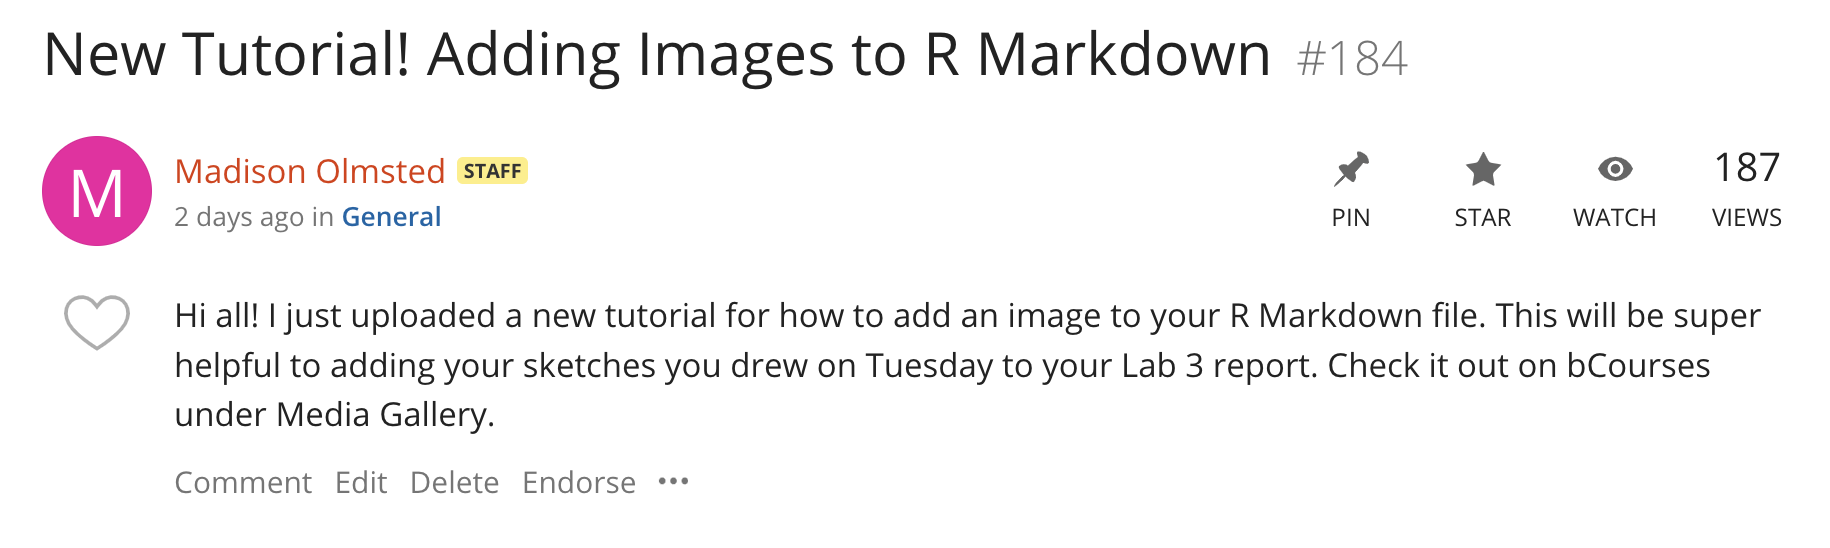 New Tutorial! Adding Images to R Markdown #184
M
Madison Olmsted STAFF
2 days ago in General
PIN
STAR
WATCH
187
VIEWS
Hi all! I just uploaded a new tutorial for how to add an image to your R Markdown file. This will be super
helpful to adding your sketches you drew on Tuesday to your Lab 3 report. Check it out on bCourses
under Media Gallery.
Comment Edit Delete Endorse •••